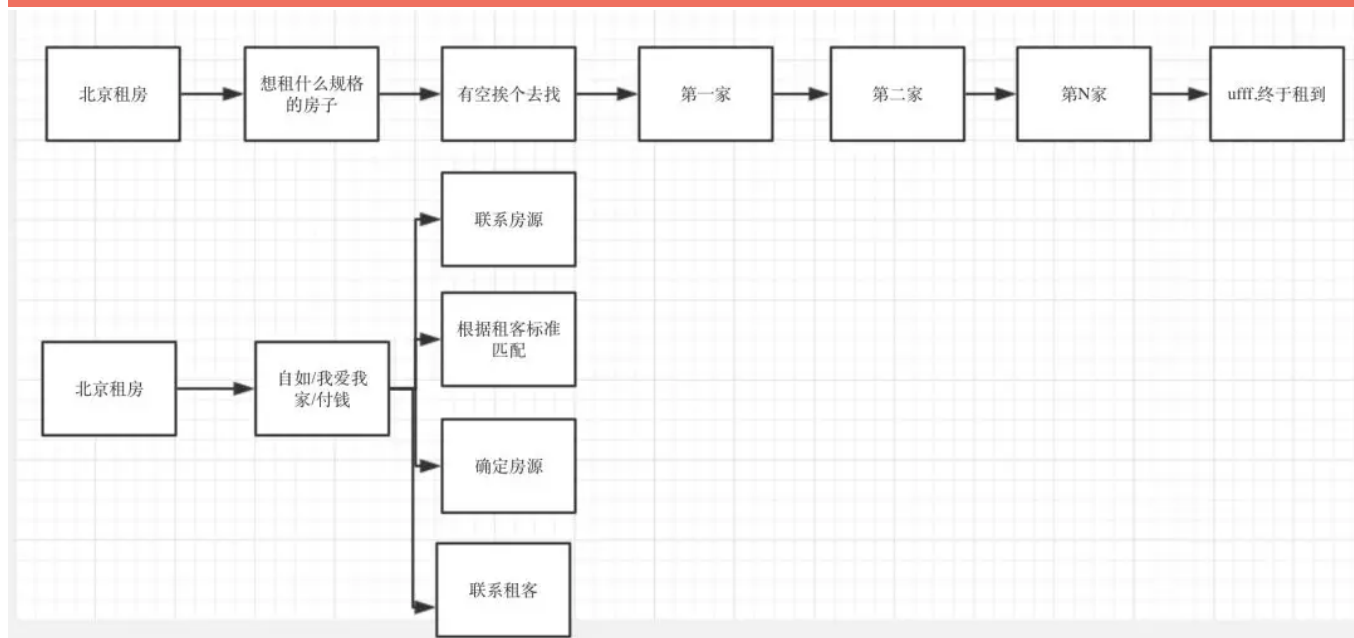 北京租房
想租什么规格
的房子
有空挨个去找
第一家
第二家
第N家
ufff.终于租到
联系房源
根据租客标准
匹配
北京租房
自如/我爱我
家/付钱
确定房源
联系租客